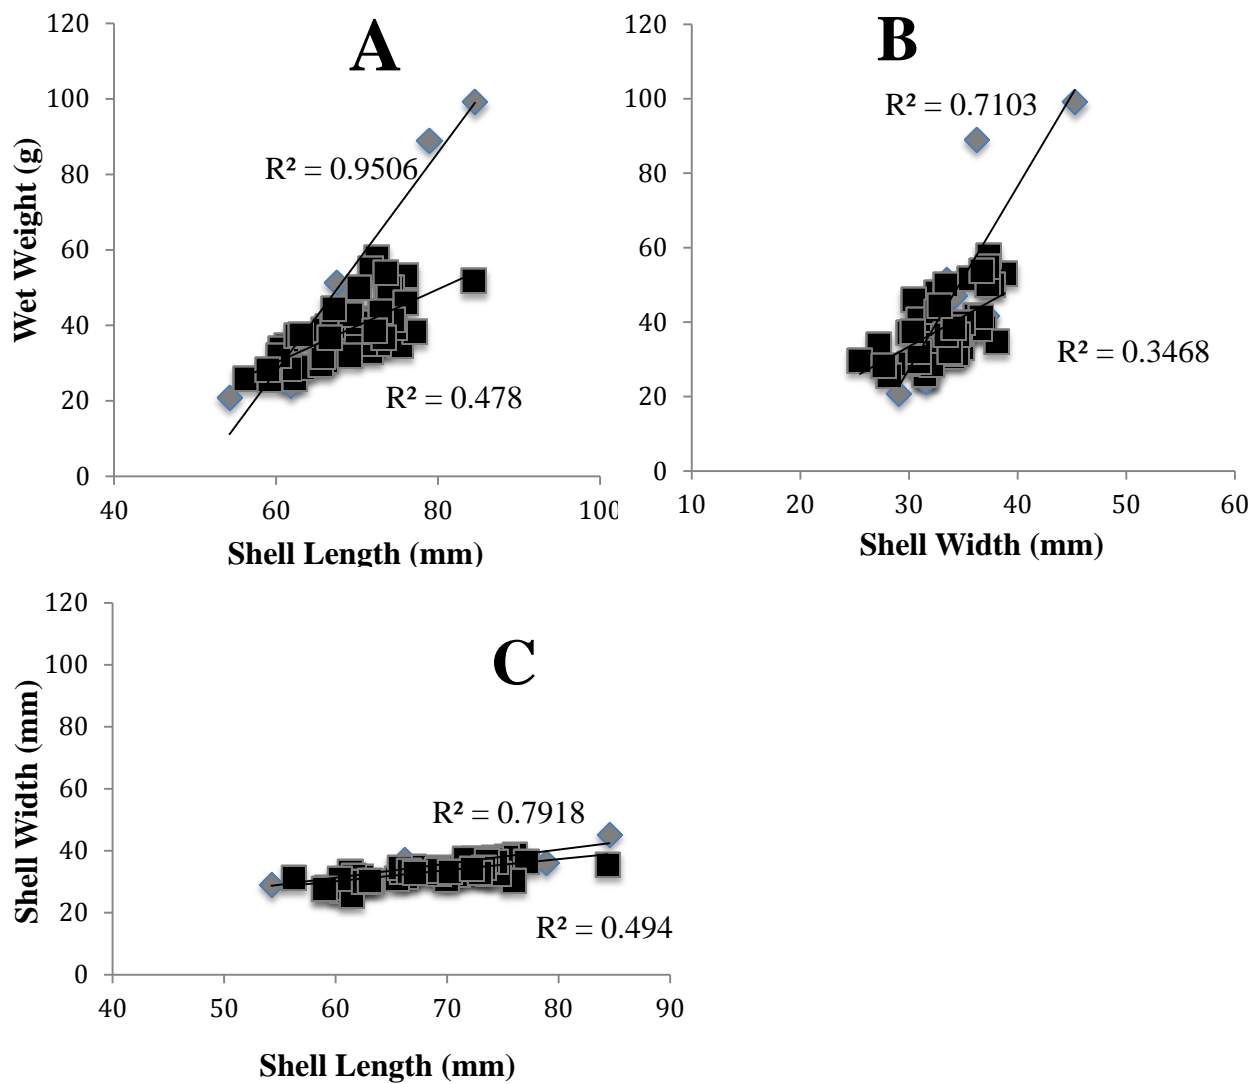 A
Wet Weight (g)
120
100
80
60
40
20
0
R² = 0.9506
R² = 0.478
40 60 80 100
Shell Length (mm)
B
120
100
80
60
40
20
0
R² = 0.7103
R² = 0.3468
10 20 30 40 50 60
Shell Width (mm)
C
Shell Width (mm)
120
100
80
60
40
20
0
R² = 0.7918
R² = 0.494
40 50 60 70 80 90
Shell Length (mm)